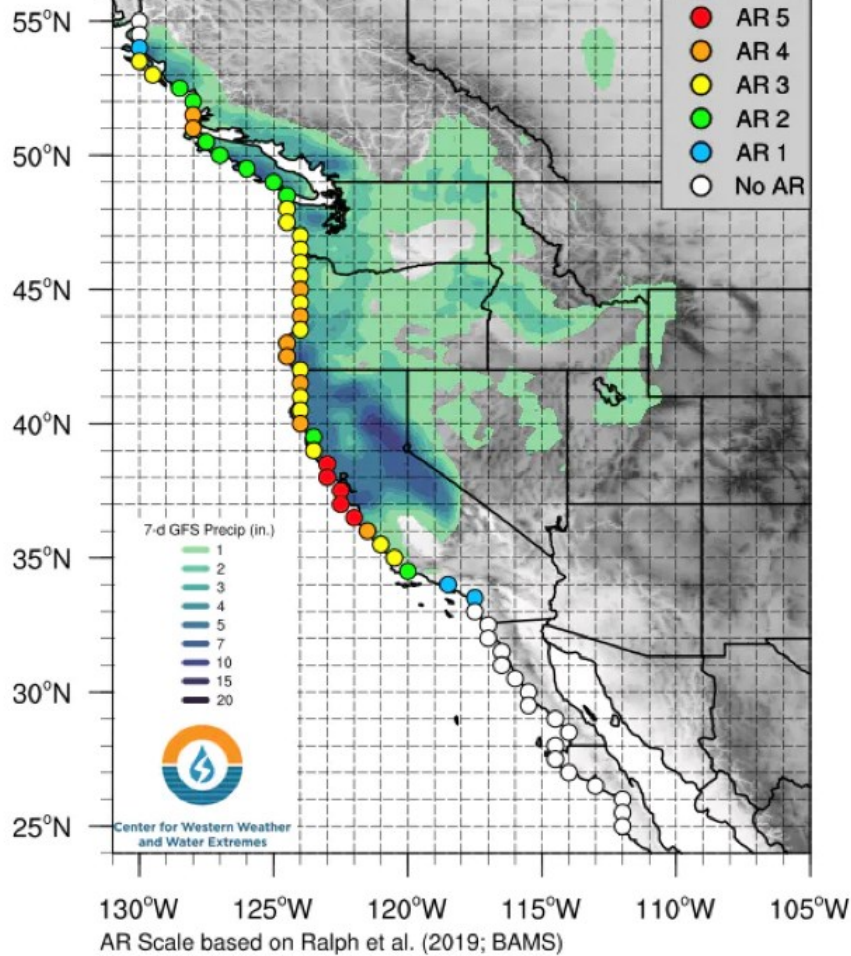 AR 5
AR 4
AR 3
AR 2
AR 1
No AR
55°N
50°N
45°N
40°N
35°N
30°N
25°N
7-d GFS Precip (in.)
1
2
3
4
5
7
10
15
20
Center for Western Weather
and Water Extremes
130°W
125°W
120°W
115°W
110°W
105°W
AR Scale based on Ralph et al. (2019; BAMS)